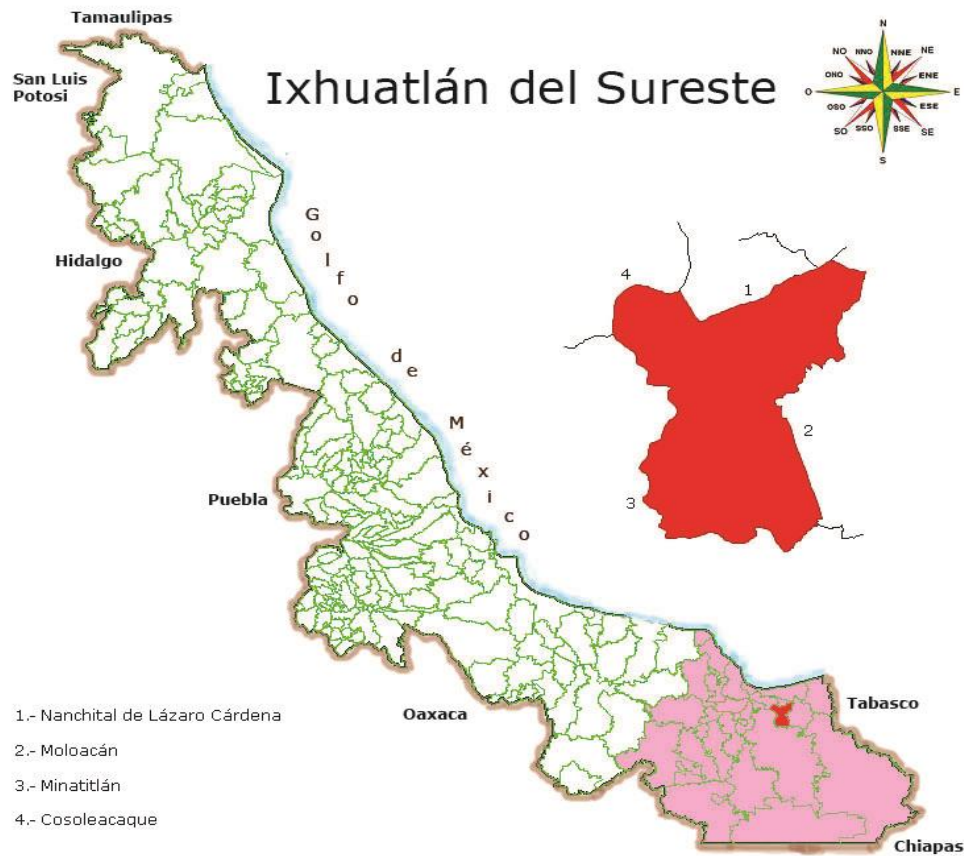 Tamaulipas
San Luis
Potosi
Ixhuatlán del Sureste
N
NNO
NNE
NO
NE
ONO
ENE
O
E
OSO
ESE
SO
SSO
SSE
SE
S
Golfo de México
Hidalgo
4
1
2
3
Puebla
Oaxaca
Tabasco
Chiapas
1.- Nanchital de Lázaro Cárdena
2.- Moloacán
3.- Minatitlán
4.- Cosoleacaque